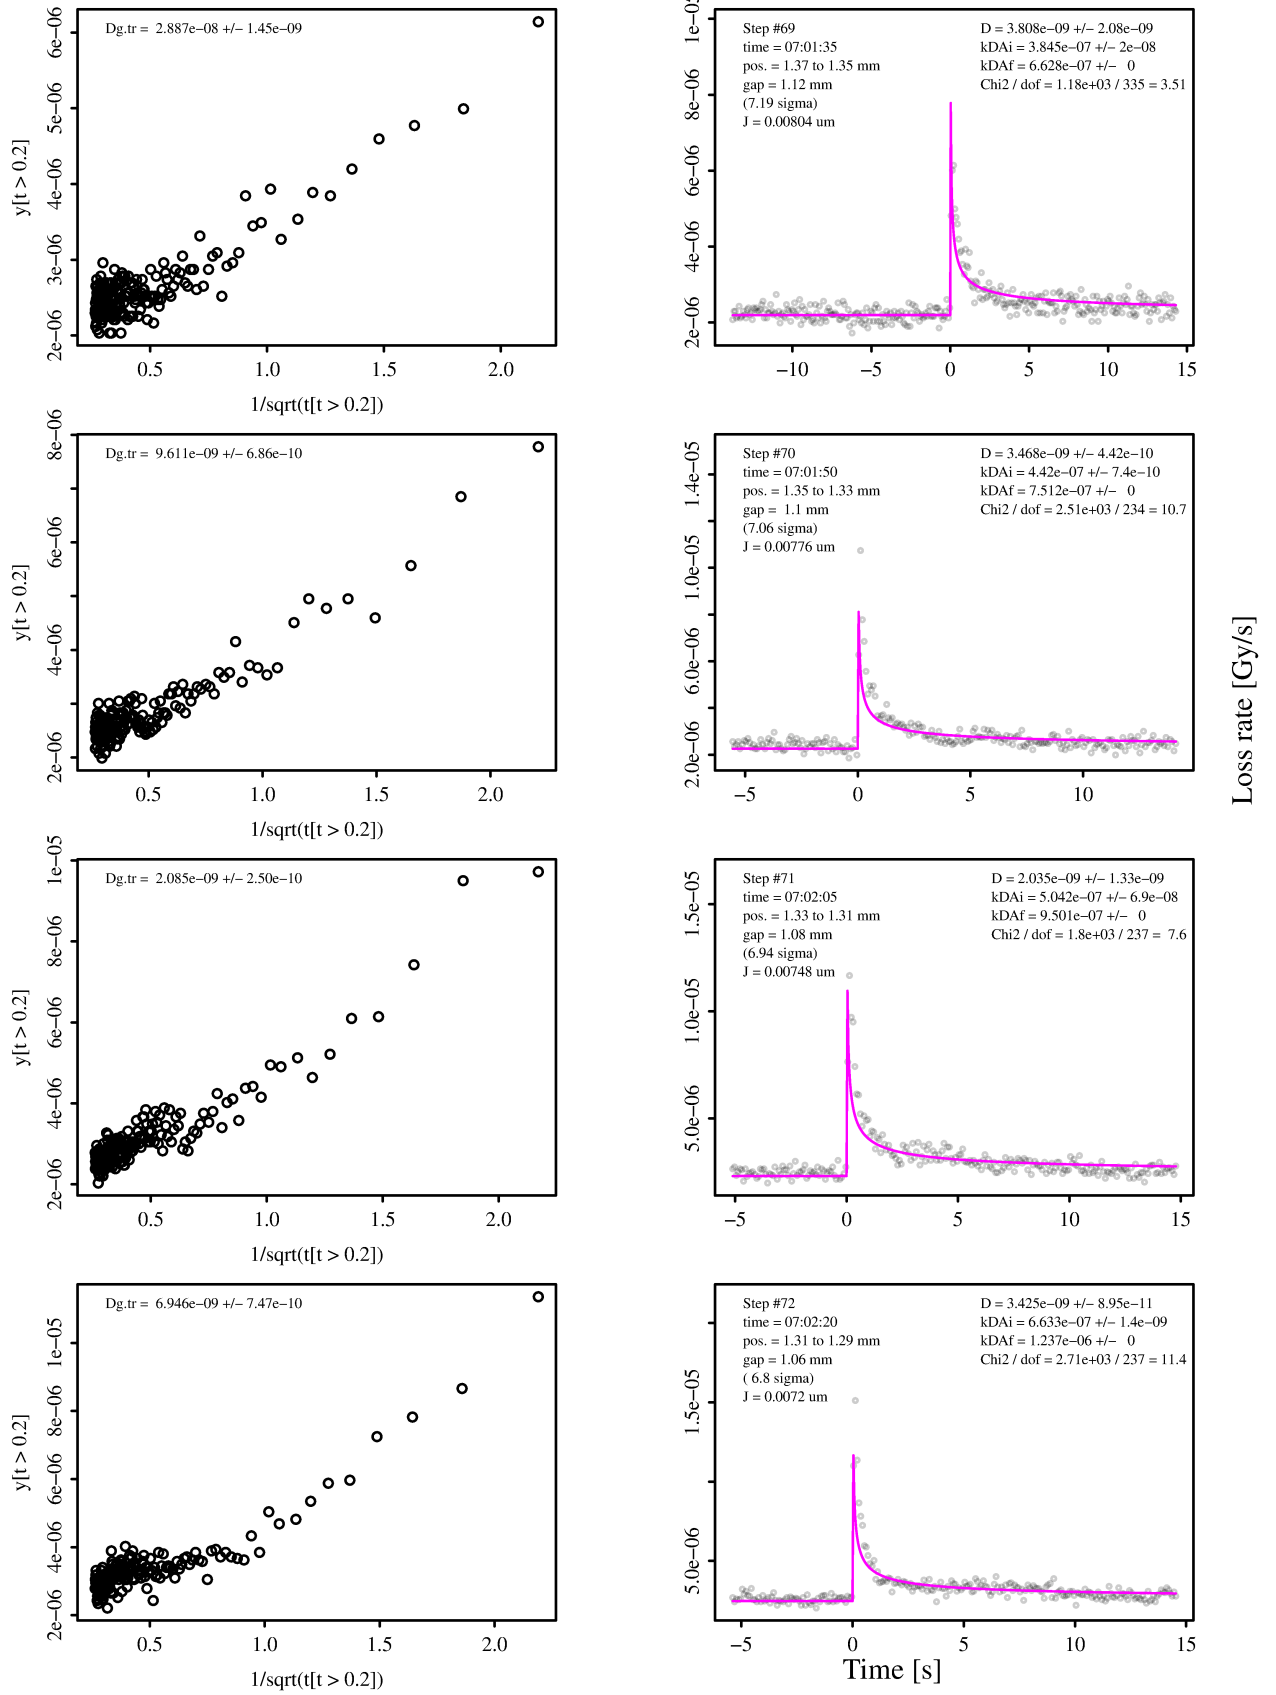 Dg.tr =  2.887e−08 +/− 1.45e−09
y[t > 0.2]
2e−06 3e−06 4e−06 5e−06 6e−06
0.5 1.0 1.5 2.0
1/sqrt(t[t > 0.2])
Step #69
time = 07:01:35
pos. = 1.37 to 1.35 mm
gap = 1.12 mm
(7.19 sigma)
J = 0.00804 um
D = 3.808e−09 +/− 2.08e−09
kDAi = 3.845e−07 +/− 2e−08
kDAf = 6.628e−07 +/−   0
Chi2 / dof = 1.18e+03 / 335 = 3.51
2e−06 4e−06 6e−06 8e−06 1e−05
−10 −5 0 5 10 15
Dg.tr =  9.611e−09 +/− 6.86e−10
y[t > 0.2]
2e−06 4e−06 6e−06 8e−06
0.5 1.0 1.5 2.0
1/sqrt(t[t > 0.2])
Step #70
time = 07:01:50
pos. = 1.35 to 1.33 mm
gap =  1.1 mm
(7.06 sigma)
J = 0.00776 um
D = 3.468e−09 +/− 4.42e−10
kDAi = 4.42e−07 +/− 7.4e−10
kDAf = 7.512e−07 +/−   0
Chi2 / dof = 2.51e+03 / 234 = 10.7
2.0e−06 6.0e−06 1.0e−05 1.4e−05
−5 0 5 10
Loss rate [Gy/s]
Dg.tr =  2.085e−09 +/− 2.50e−10
y[t > 0.2]
2e−06 4e−06 6e−06 8e−06 1e−05
0.5 1.0 1.5 2.0
1/sqrt(t[t > 0.2])
Step #71
time = 07:02:05
pos. = 1.33 to 1.31 mm
gap = 1.08 mm
(6.94 sigma)
J = 0.00748 um
D = 2.035e−09 +/− 1.33e−09
kDAi = 5.042e−07 +/− 6.9e−08
kDAf = 9.501e−07 +/−   0
Chi2 / dof = 1.8e+03 / 237 =  7.6
5.0e−06 1.0e−05 1.5e−05
−5 0 5 10 15
Dg.tr =  6.946e−09 +/− 7.47e−10
y[t > 0.2]
2e−06 4e−06 6e−06 8e−06 1e−05
0.5 1.0 1.5 2.0
1/sqrt(t[t > 0.2])
Step #72
time = 07:02:20
pos. = 1.31 to 1.29 mm
gap = 1.06 mm
( 6.8 sigma)
J = 0.0072 um
D = 3.425e−09 +/− 8.95e−11
kDAi = 6.633e−07 +/− 1.4e−09
kDAf = 1.237e−06 +/−   0
Chi2 / dof = 2.71e+03 / 237 = 11.4
5.0e−06 1.5e−05
−5 0 5 10 15
Time [s]